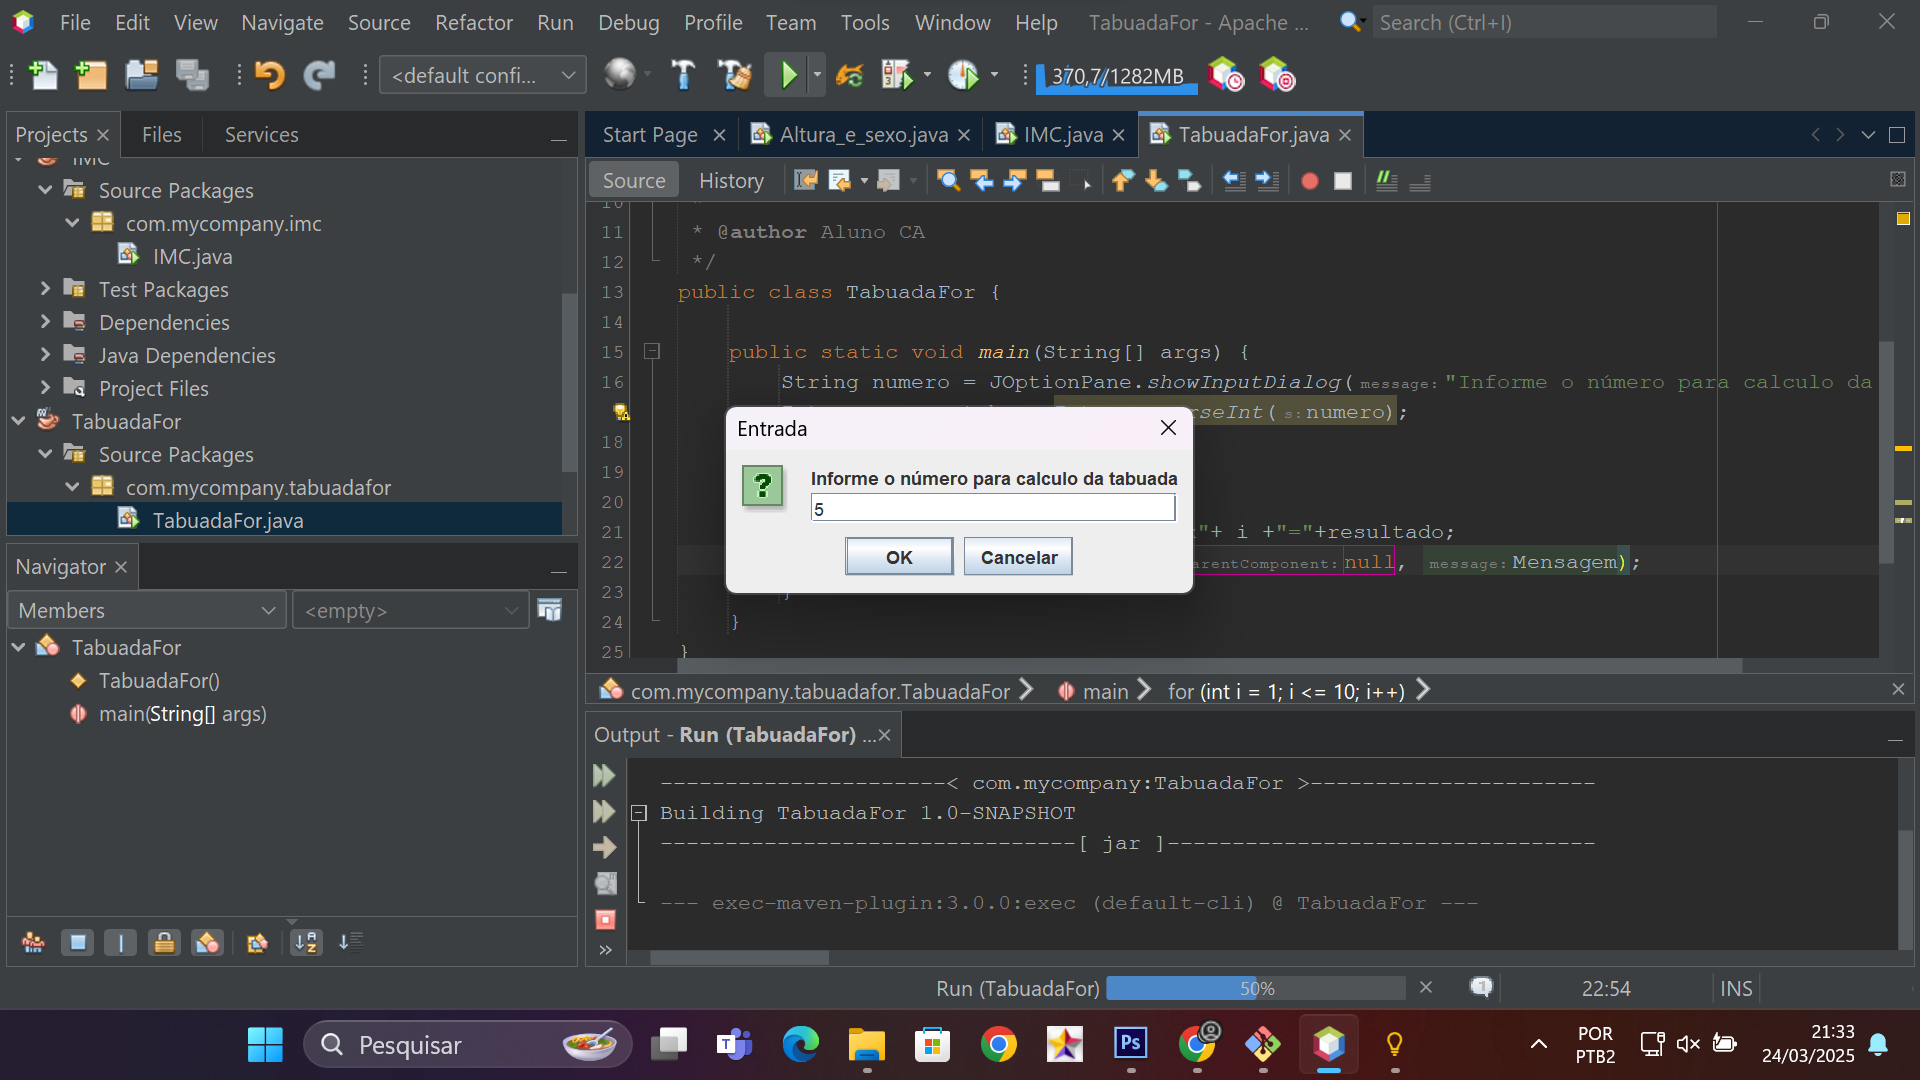 File Edit View Navigate Source Refactor Run Debug Profile Team Tools Window Help TabuadaFor - Apache ... Search (Ctrl+I)
<default confi... 370,7/1282MB
Projects Files Services
IMC
Source Packages
com.mycompany.imc
IMC.java
Test Packages
Dependencies
Java Dependencies
Project Files
TabuadaFor
Source Packages
com.mycompany.tabuadafor
TabuadaFor.java
Navigator
Members <empty>
TabuadaFor
TabuadaFor()
main(String[] args)
Start Page Altura_e_sexo.java IMC.java TabuadaFor.java
Source History
10 *
11 * @author Aluno CA
12 */
13 public class TabuadaFor {
14
15 public static void main(String[] args) {
16 String numero = JOptionPane.showInputDialog( message: "Informe o número para calculo da
rseInt( s: numero);
18
19
20
21 "+ i +"="+resultado;
22 arentComponent: null, message: Mensagem);
23 }
24 }
25 }
Entrada
Informe o número para calculo da tabuada
5
OK Cancelar
com.mycompany.tabuadafor.TabuadaFor main for (int i = 1; i <= 10; i++)
Output - Run (TabuadaFor) ...
----------------------< com.mycompany:TabuadaFor >----------------------
Building TabuadaFor 1.0-SNAPSHOT
--------------------------------[ jar ]---------------------------------
--- exec-maven-plugin:3.0.0:exec (default-cli) @ TabuadaFor ---
Run (TabuadaFor) 50% 1 22:54 INS
Pesquisar
Ps
POR
PTB2
21:33
24/03/2025